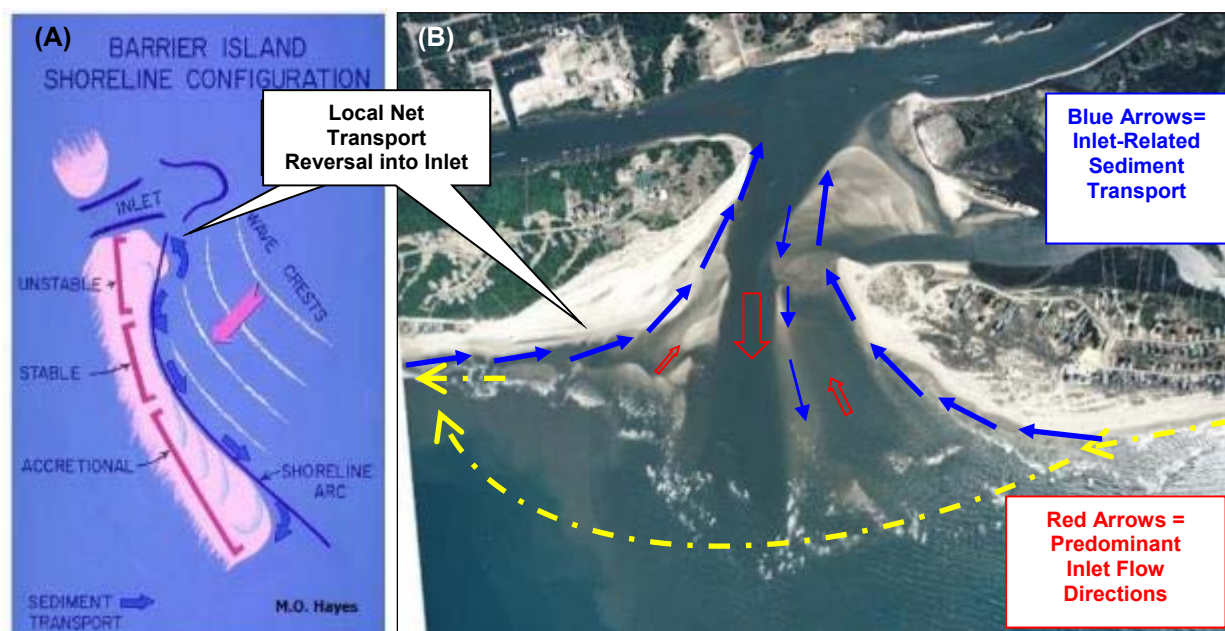 (A)
BARRIER ISLAND
SHORELINE CONFIGURATION
Local Net
Transport
Reversal into Inlet
INLET
WAVE CRESTS
UNSTABLE
STABLE
ACCRETIONAL
SHORELINE
ARC
SEDIMENT
TRANSPORT
M.O. Hayes
(B)
Blue Arrows=
Inlet-Related
Sediment
Transport
Red Arrows =
Predominant
Inlet Flow
Directions